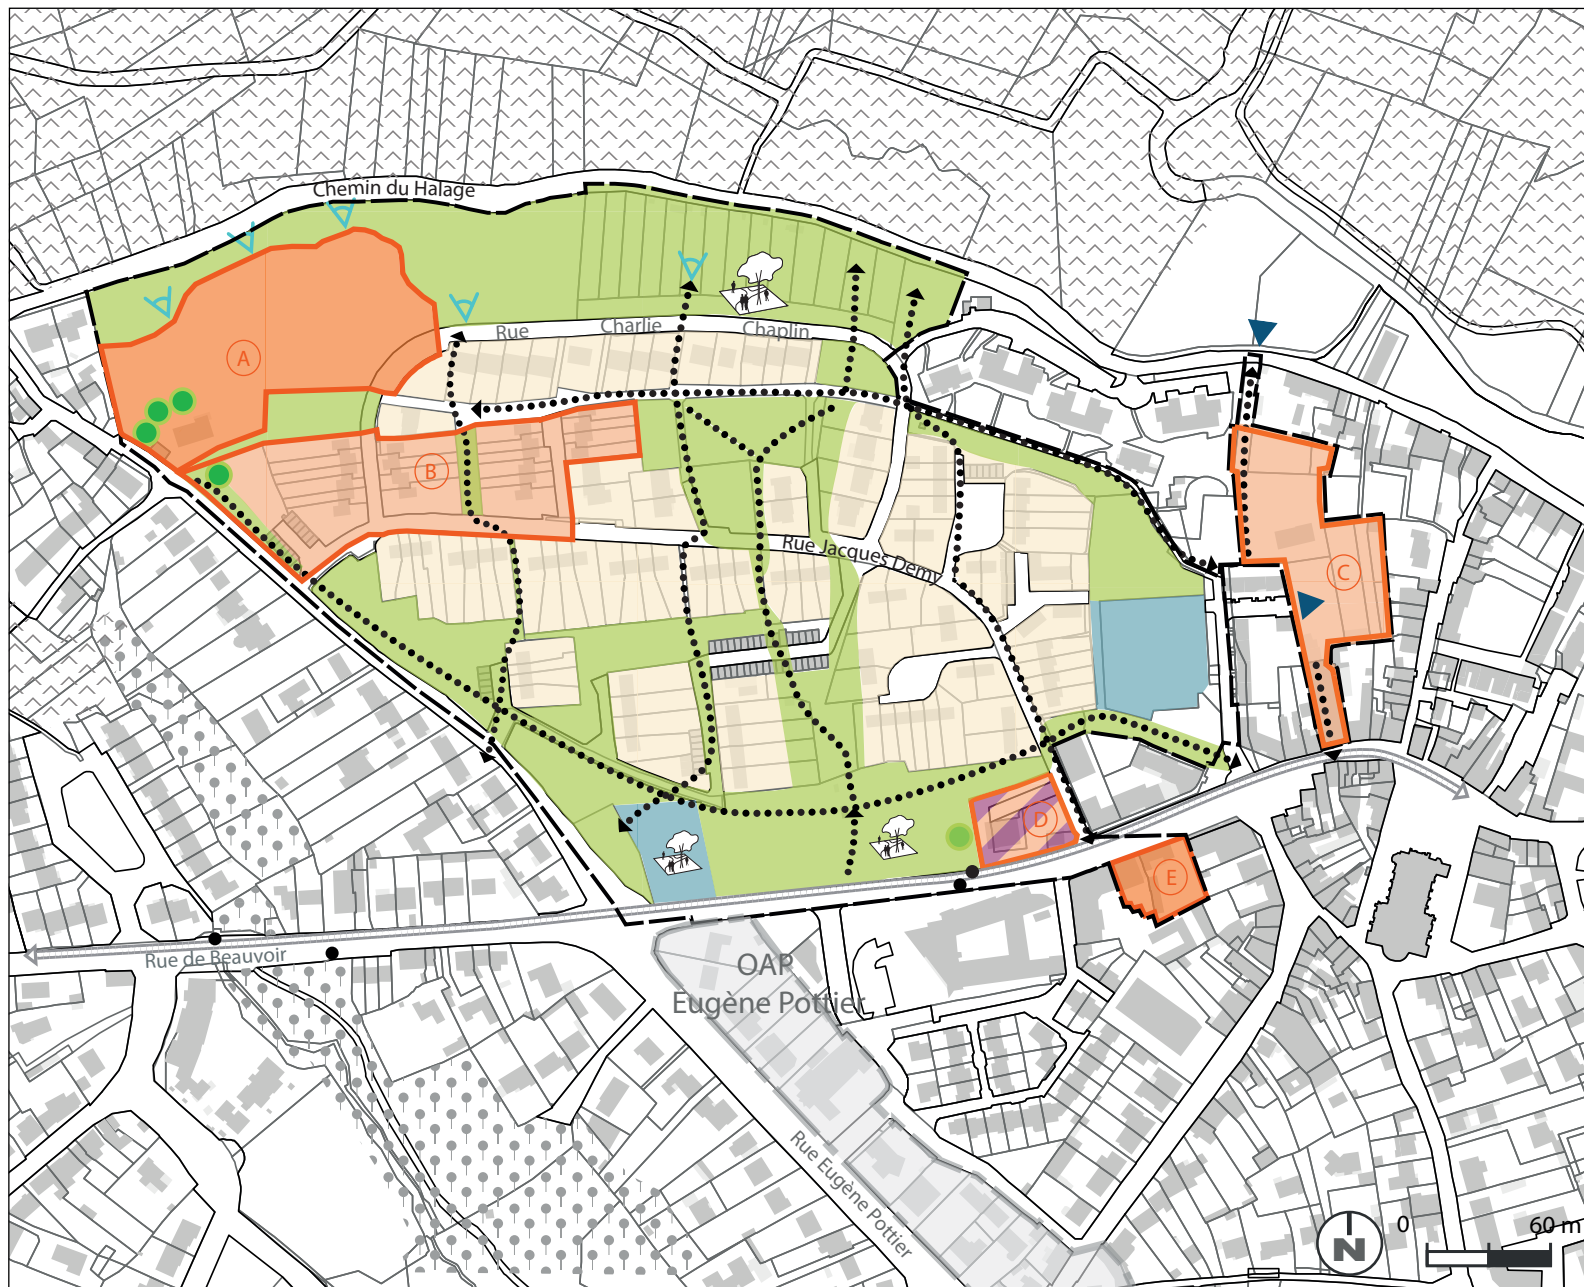 Chemin du Halage
Rue Charlie Chaplin
A
B
Rue Jacques Demy
C
D
E
Rue de Beauvoir
OAP
Eugène Pottier
Rue Eugène Pottier
N
0 60 m